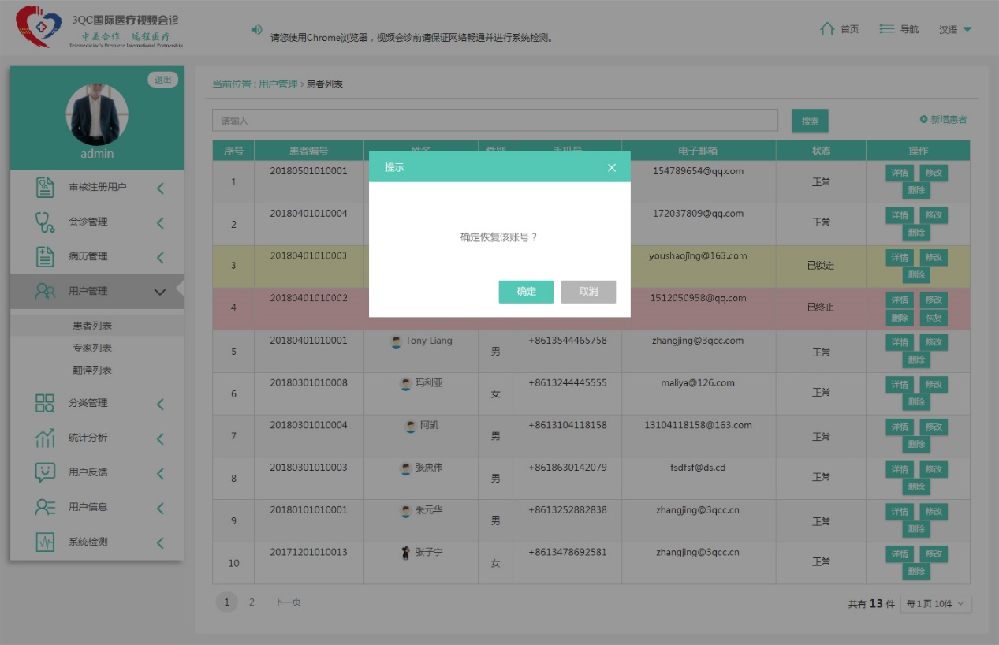 3QC国际医疗视频会诊
中美合作 远程医疗
Telemedicine's Premiere International Partnership
请您使用Chrome浏览器，视频会诊前请保证网络畅通并进行系统检测。
首页 导航 汉语
退出
admin
审核注册用户
会诊管理
病历管理
用户管理
患者列表
专家列表
翻译列表
分类管理
统计分析
用户反馈
用户信息
系统检测
当前位置 : 用户管理 > 患者列表
请输入 搜索 新增患者
序号 患者编号 姓名 性别 手机号 电子邮箱 状态 操作
1 20180501010001 154789654@qq.com 正常 详情 修改 删除
2 20180401010004 172037809@qq.com 正常 详情 修改 删除
3 20180401010003 youshaojing@163.com 已锁定 详情 修改 删除
4 20180401010002 1512050958@qq.com 已终止 详情 修改 删除 恢复
5 20180401010001 Tony Liang 男 +8613544465758 zhangjing@3qcc.com 正常 详情 修改 删除
6 20180301010008 玛利亚 女 +8613244445555 maliya@126.com 正常 详情 修改 删除
7 20180301010004 阿凯 男 +8613104118158 13104118158@163.com 正常 详情 修改 删除
8 20180301010003 张忠伟 男 +8618630142079 fsdfsf@ds.cd 正常 详情 修改 删除
9 20180101010001 朱元华 男 +8613252882838 zhangjing@3qcc.cn 正常 详情 修改 删除
10 20171201010013 张子宁 女 +8613478692581 zhangjing@3qcc.cn 正常 详情 修改 删除
1 2 下一页
共有 13 件 每1页 10件
提示
确定恢复该账号？
确定 取消